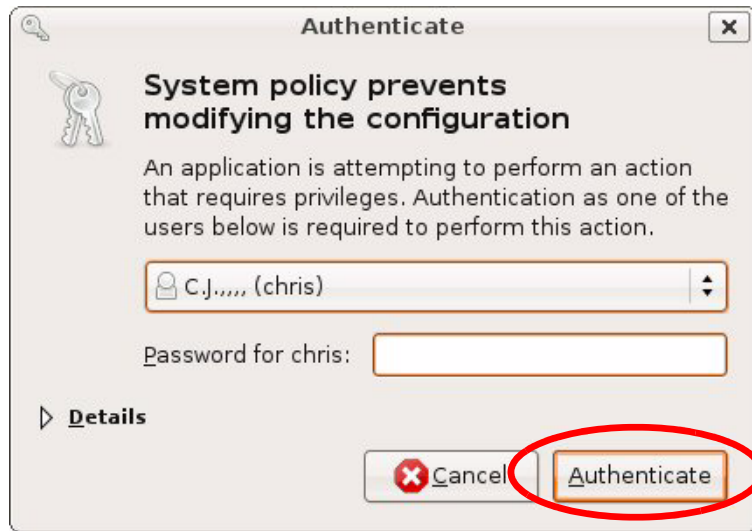 Authenticate
System policy prevents
modifying the configuration
An application is attempting to perform an action
that requires privileges. Authentication as one of the
users below is required to perform this action.
C.J.,,,, (chris)
Password for chris:
Details
Cancel Authenticate